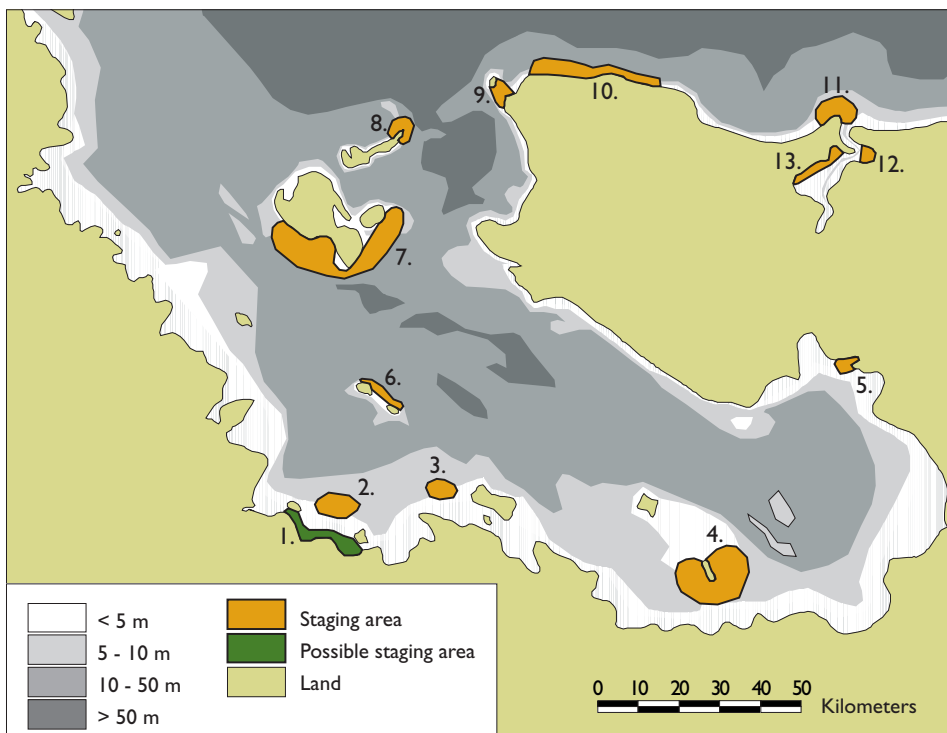 9.
10.
11.
8.
13.
12.
7.
6.
5.
3.
2.
1.
4.
< 5 m
5 - 10 m
10 - 50 m
> 50 m
Staging area
Possible staging area
Land
0 10 20 30 40 50
Kilometers